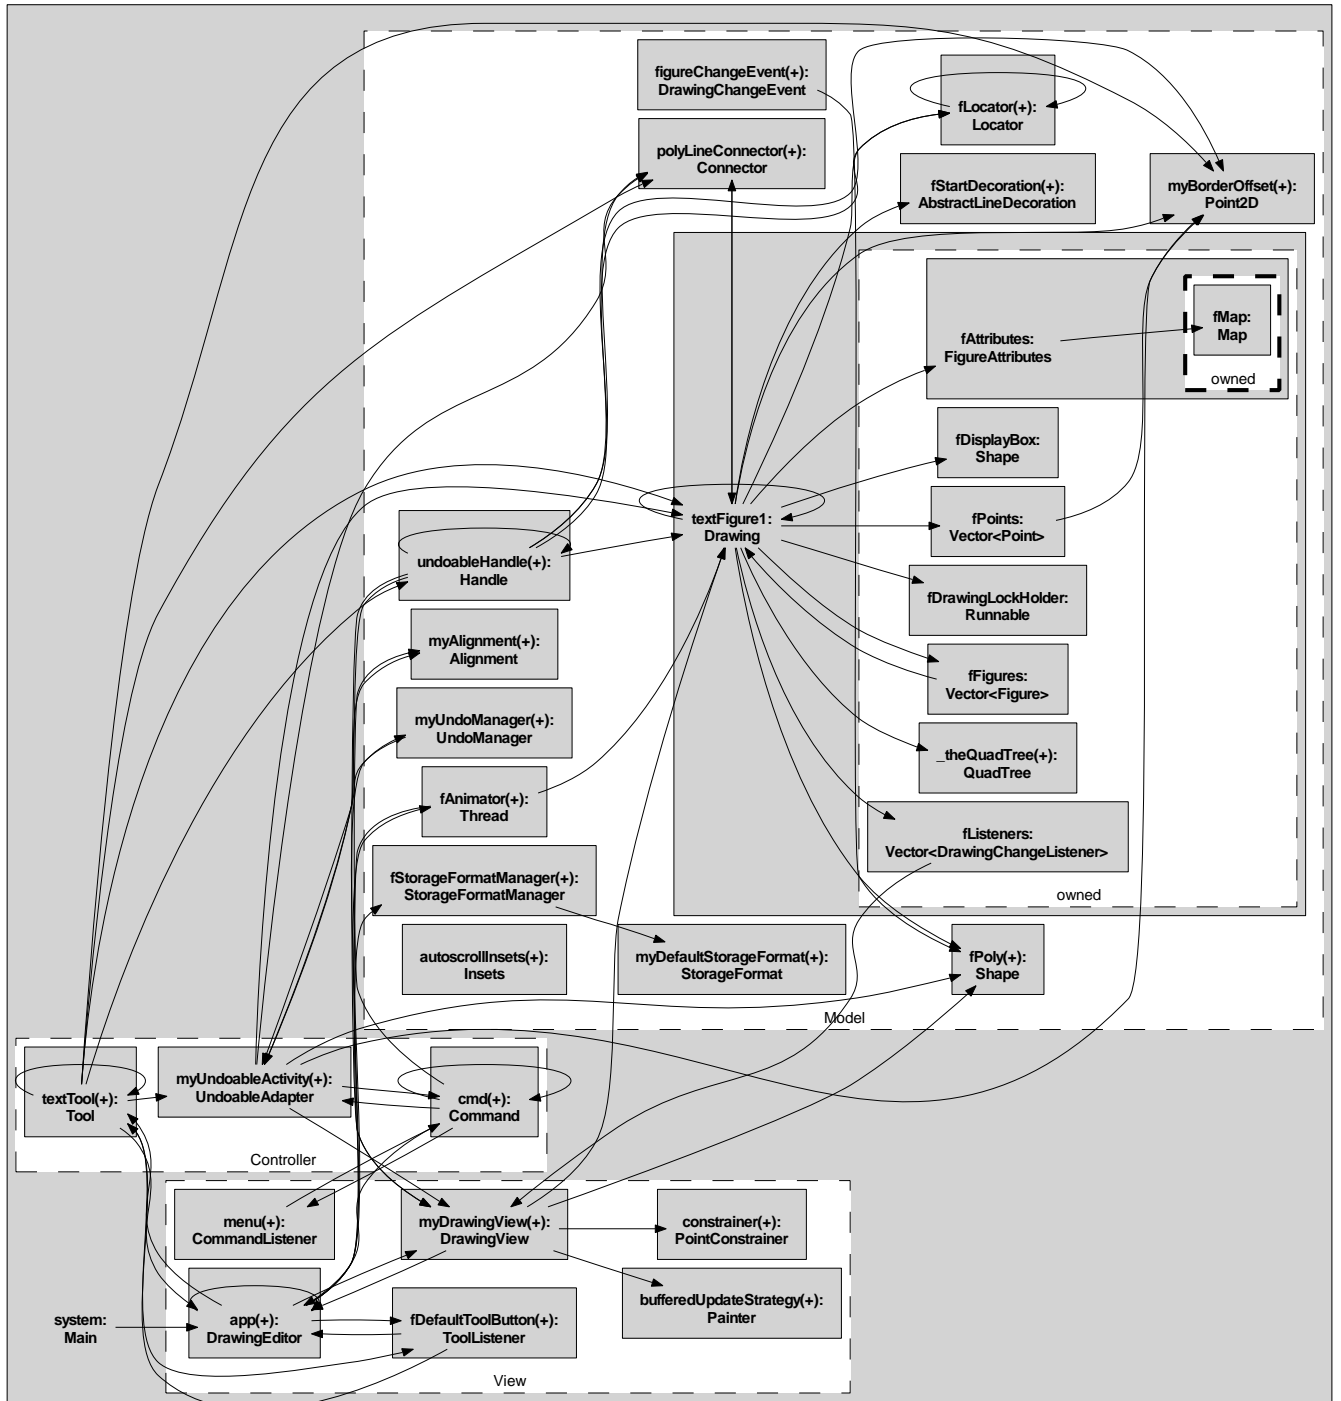 figureChangeEvent(+):
DrawingChangeEvent
fLocator(+):
Locator
polyLineConnector(+):
Connector
fStartDecoration(+):
AbstractLineDecoration
myBorderOffset(+):
Point2D
fMap:
Map
owned
fAttributes:
FigureAttributes
fDisplayBox:
Shape
textFigure1:
Drawing
fPoints:
Vector<Point>
undoableHandle(+):
Handle
fDrawingLockHolder:
Runnable
myAlignment(+):
Alignment
fFigures:
Vector<Figure>
myUndoManager(+):
UndoManager
_theQuadTree(+):
QuadTree
fAnimator(+):
Thread
fListeners:
Vector<DrawingChangeListener>
owned
fStorageFormatManager(+):
StorageFormatManager
autoscrollInsets(+):
Insets
myDefaultStorageFormat(+):
StorageFormat
fPoly(+):
Shape
Model
textTool(+):
Tool
myUndoableActivity(+):
UndoableAdapter
cmd(+):
Command
Controller
menu(+):
CommandListener
myDrawingView(+):
DrawingView
constrainer(+):
PointConstrainer
system:
Main
app(+):
DrawingEditor
fDefaultToolButton(+):
ToolListener
bufferedUpdateStrategy(+):
Painter
View